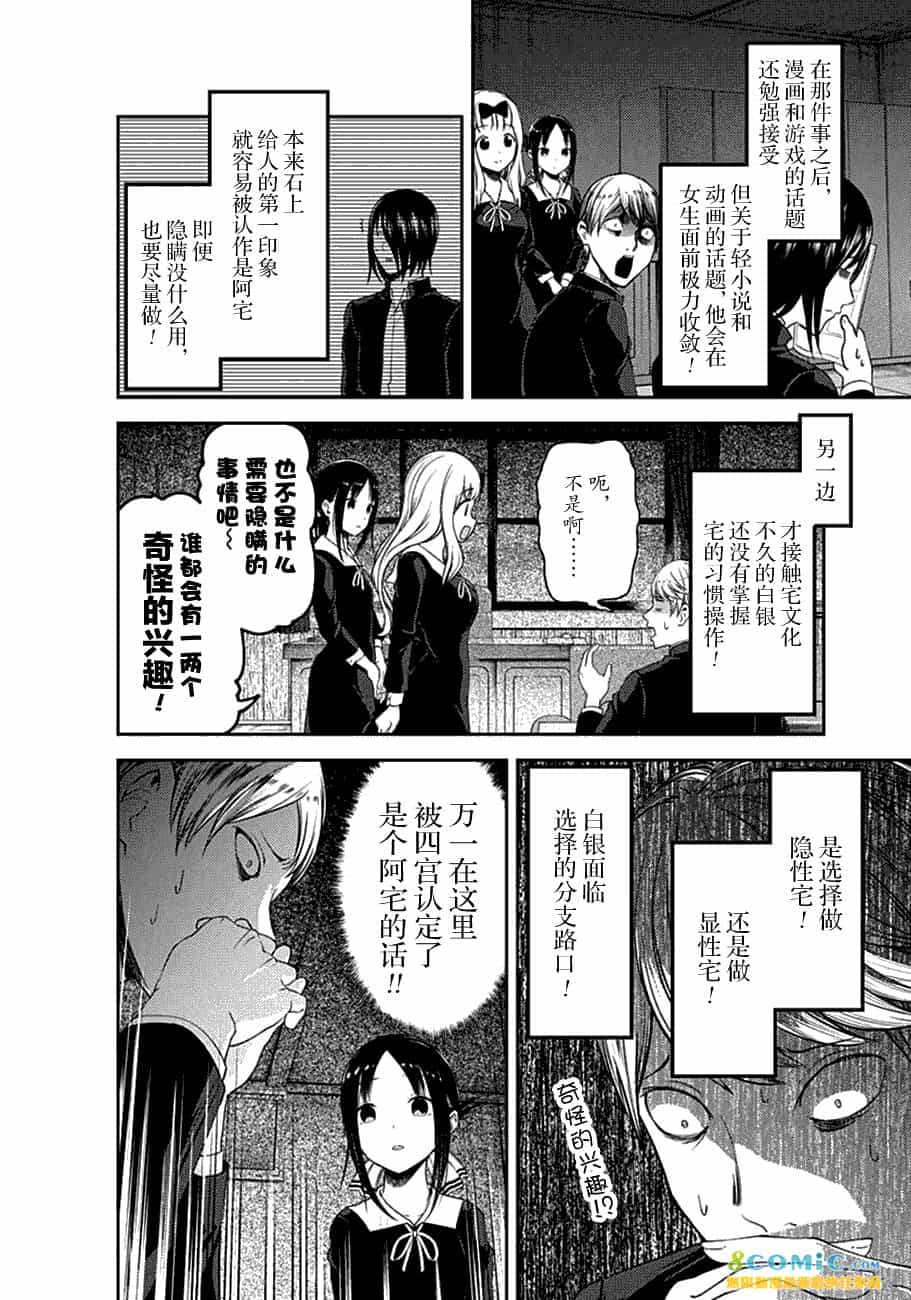 在那件事之后，
漫画和游戏的话题
还勉强接受
但关于轻小说和
动画的话题，他会在
女生面前极力收敛！
本来石上
给人的第一印象
就容易被认作是阿宅
即便
隐瞒没什么用，
也要尽量做！
另一边
才接触宅文化
不久的白银
还没有掌握
宅的习惯操作！
呃，
不是啊……
也不是什么
需要隐瞒的
事情吧～
谁都会有一两个
奇怪的兴趣！
是选择做
隐性宅！
还是做
显性宅！
白银面临
选择的分支路口！
奇怪的兴趣!?
万一在这里
被四宫认定了
是个阿宅的话!!
8COMiC.COM